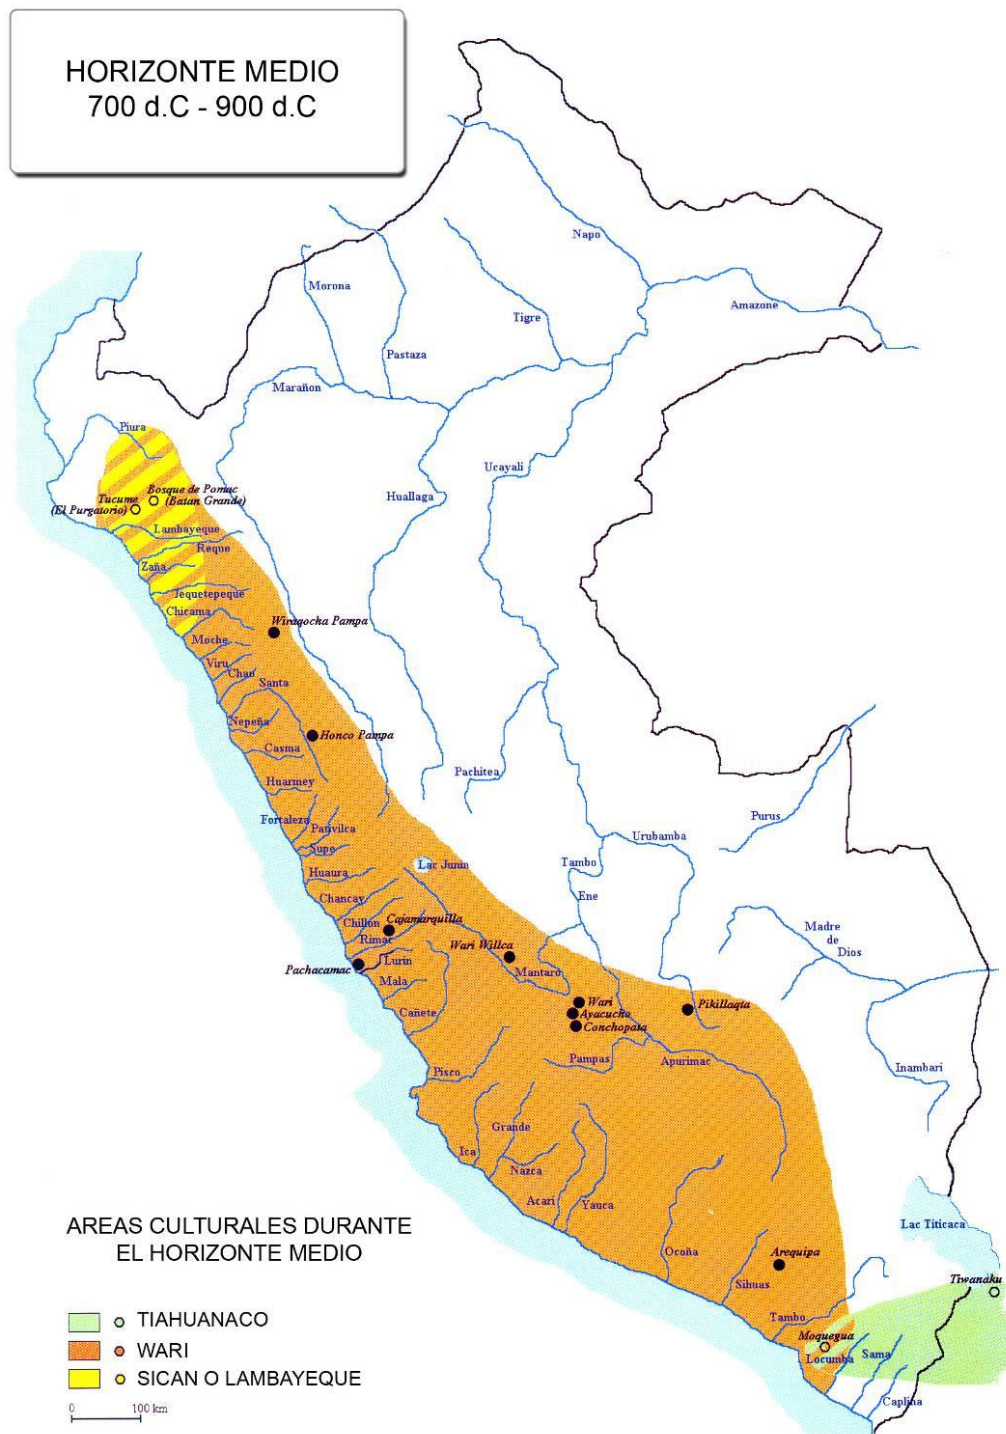 HORIZONTE MEDIO
700 d.C - 900 d.C
Napo
Morona
Amazone
Tigre
Pastaza
Marañon
Piura
Ucayali
Huallaga
Bosque de Pomac
Tucume
(Batan Grande)
(El Purgatorio)
Lambayeque
Reque
Zaña
Jequetepeque
Chicama
Wiraqocha Pampa
Moche
Viru
Chao
Santa
Nepeña
Honco Pampa
Casma
Pachitea
Huarmey
Purus
Fortaleza
Pativilca
Urubamba
Supe
Lac Junin
Tambo
Huaura
Ene
Chancay
Cajamarquilla
Chillon
Madre
de
Dios
Rimac
Wari Willca
Lurin
Pachacamac
Mantaro
Mala
Wari
Pikillaqta
Ayacucho
Cañete
Conchopata
Pampas
Apurimac
Inambari
Pisco
Grande
Ica
Nazca
Acari
Yauca
Lac Titicaca
Ocoña
Arequipa
Tiwanaku
Sihuas
Tambo
Moquegua
Locumba
Sama
Caplina
AREAS CULTURALES DURANTE
EL HORIZONTE MEDIO
TIAHUANACO
WARI
SICAN O LAMBAYEQUE
0 100 km